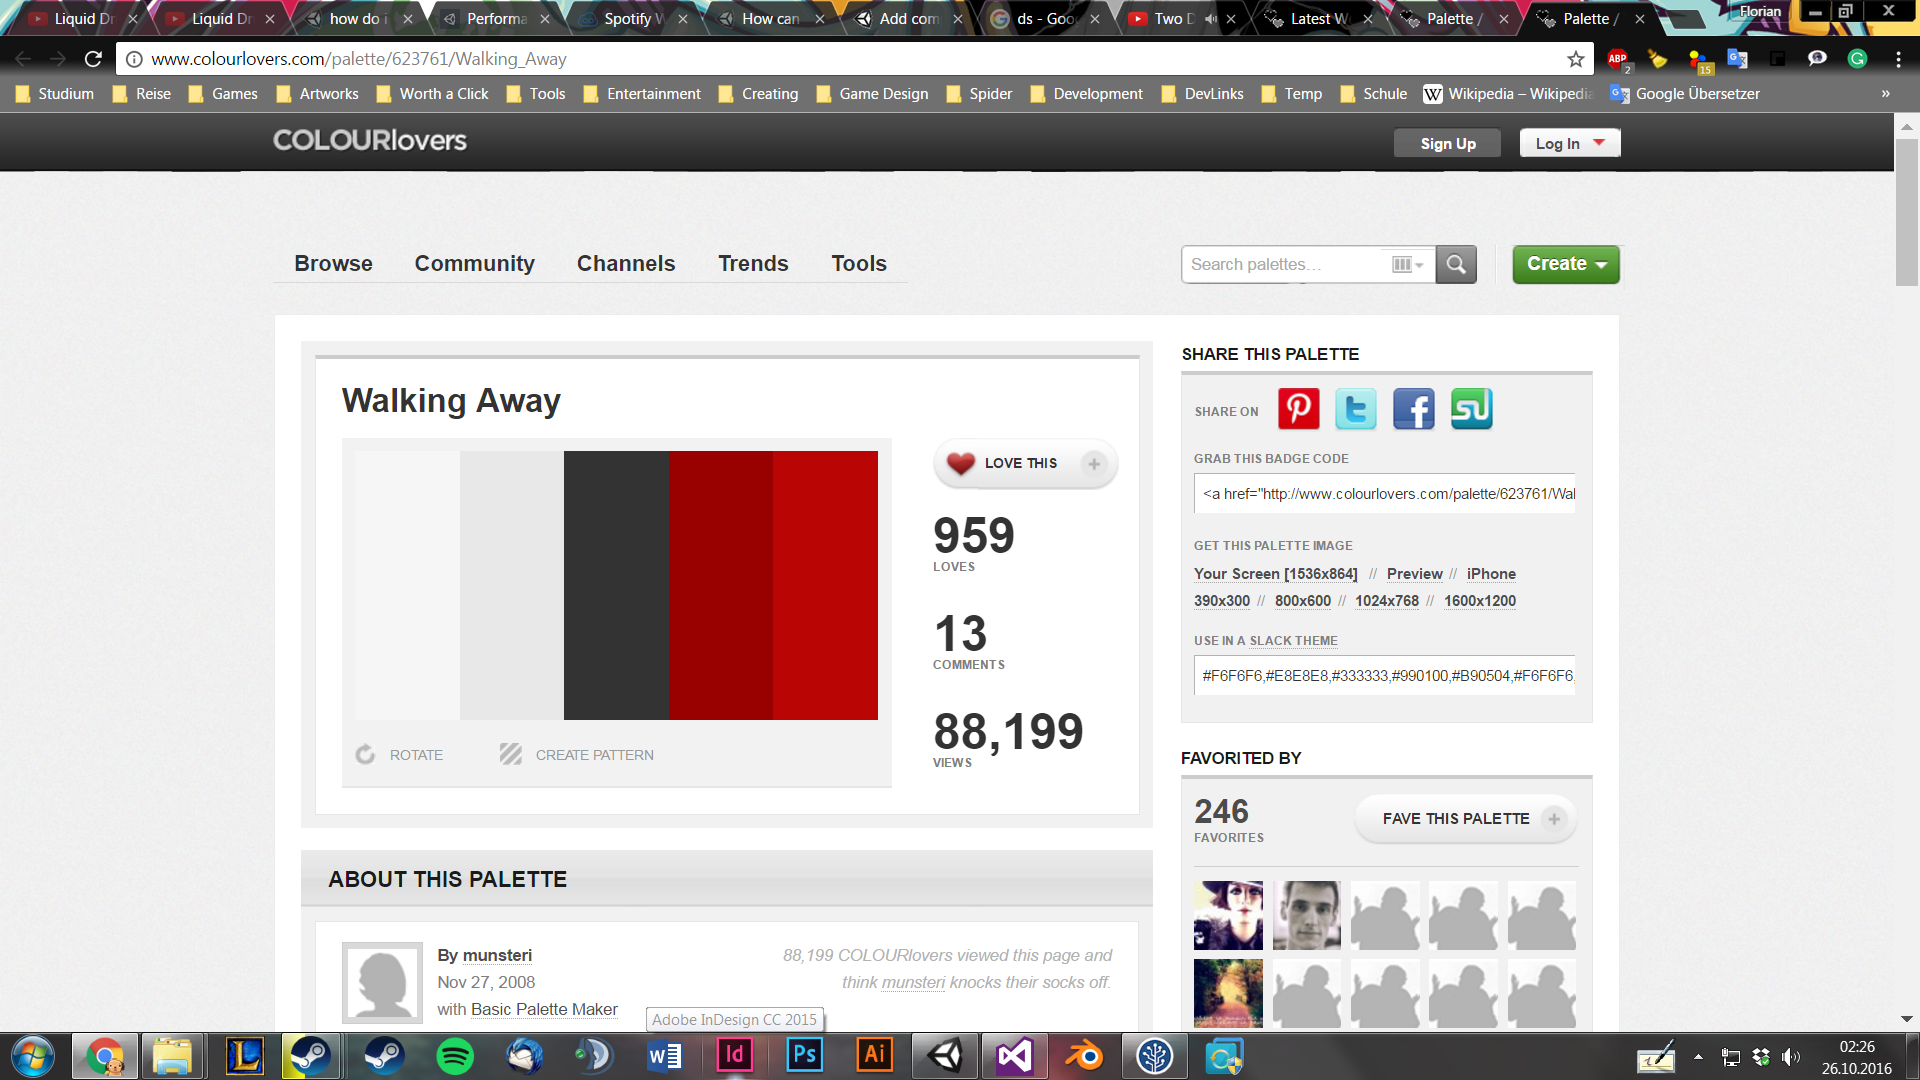 Liquid Dr
Liquid Dr
how do i
Performa
Spotify W
How can
Add com
ds - Goo
Two D
Latest W
Palette /
Palette /
Florian
www.colourlovers.com/palette/623761/Walking_Away
ABP
2
15
Studium
Reise
Games
Artworks
Worth a Click
Tools
Entertainment
Creating
Game Design
Spider
Development
DevLinks
Temp
Schule
W Wikipedia – Wikipedia
Google Übersetzer
»
COLOURlovers
Sign Up
Log In
Browse
Community
Channels
Trends
Tools
Search palettes...
Create
Walking Away
LOVE THIS
959
LOVES
13
COMMENTS
88,199
VIEWS
ROTATE
CREATE PATTERN
SHARE THIS PALETTE
SHARE ON
GRAB THIS BADGE CODE
<a href="http://www.colourlovers.com/palette/623761/Wal
GET THIS PALETTE IMAGE
Your Screen [1536x864] // Preview // iPhone
390x300 // 800x600 // 1024x768 // 1600x1200
USE IN A SLACK THEME
#F6F6F6,#E8E8E8,#333333,#990100,#B90504,#F6F6F6,
FAVORITED BY
246
FAVORITES
FAVE THIS PALETTE
ABOUT THIS PALETTE
By munsteri
Nov 27, 2008
with Basic Palette Maker
88,199 COLOURlovers viewed this page and
think munsteri knocks their socks off.
Adobe InDesign CC 2015
L
W
Id
Ps
Ai
02:26
26.10.2016